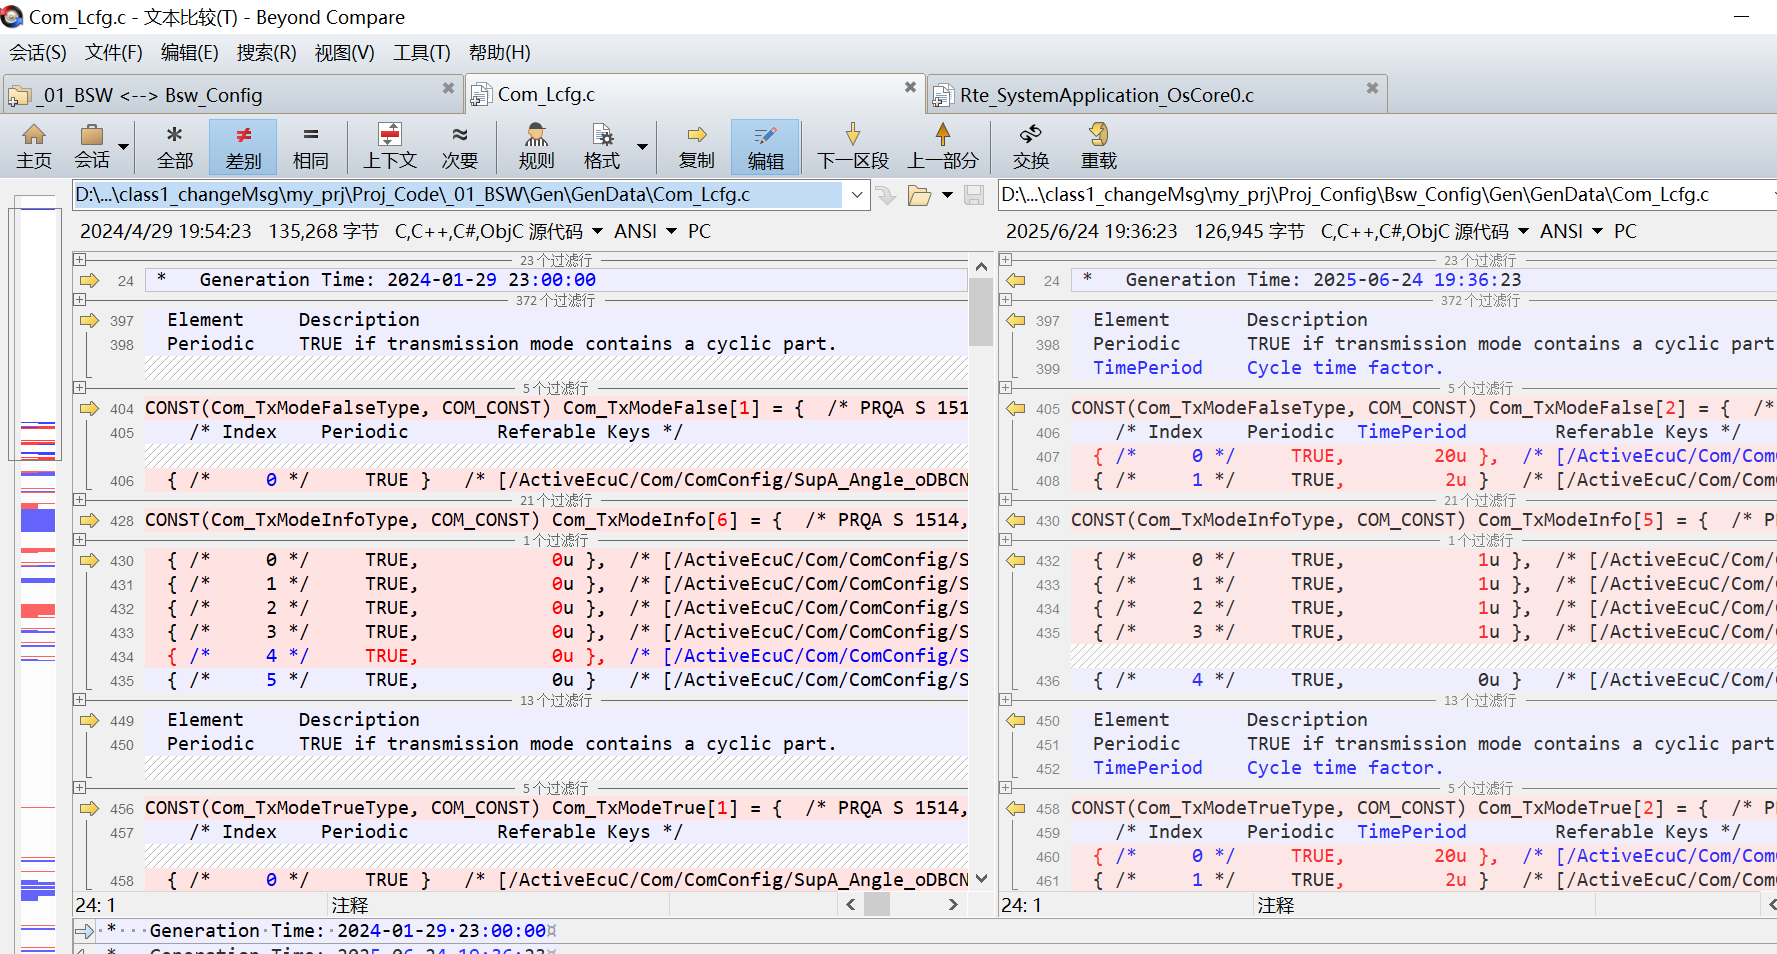 Com_Lcfg.c - 文本比较(T) - Beyond Compare
会话(S) 文件(F) 编辑(E) 搜索(R) 视图(V) 工具(T) 帮助(H)
_01_BSW <--> Bsw_Config Com_Lcfg.c Rte_SystemApplication_OsCore0.c
主页 会话 全部 差别 相同 上下文 次要 规则 格式 复制 编辑 下一区段 上一部分 交换 重载
D:\...\class1_changeMsg\my_prj\Proj_Code\_01_BSW\Gen\GenData\Com_Lcfg.c
2024/4/29 19:54:23 135,268 字节 C,C++,C#,ObjC 源代码 ANSI PC
23个过滤行
24 * Generation Time: 2024-01-29 23:00:00
372个过滤行
397 Element Description
398 Periodic TRUE if transmission mode contains a cyclic part.
5个过滤行
404 CONST(Com_TxModeFalseType, COM_CONST) Com_TxModeFalse[1] = { /* PRQA S 151
405 /* Index Periodic Referable Keys */
406 { /* 0 */ TRUE } /* [/ActiveEcuC/Com/ComConfig/SupA_Angle_oDBCN
21个过滤行
428 CONST(Com_TxModeInfoType, COM_CONST) Com_TxModeInfo[6] = { /* PRQA S 1514,
1个过滤行
430 { /* 0 */ TRUE, 0u }, /* [/ActiveEcuC/Com/ComConfig/S
431 { /* 1 */ TRUE, 0u }, /* [/ActiveEcuC/Com/ComConfig/S
432 { /* 2 */ TRUE, 0u }, /* [/ActiveEcuC/Com/ComConfig/S
433 { /* 3 */ TRUE, 0u }, /* [/ActiveEcuC/Com/ComConfig/S
434 { /* 4 */ TRUE, 0u }, /* [/ActiveEcuC/Com/ComConfig/S
435 { /* 5 */ TRUE, 0u } /* [/ActiveEcuC/Com/ComConfig/S
13个过滤行
449 Element Description
450 Periodic TRUE if transmission mode contains a cyclic part.
5个过滤行
456 CONST(Com_TxModeTrueType, COM_CONST) Com_TxModeTrue[1] = { /* PRQA S 1514,
457 /* Index Periodic Referable Keys */
458 { /* 0 */ TRUE } /* [/ActiveEcuC/Com/ComConfig/SupA_Angle_oDBCN
24: 1 注释
D:\...\class1_changeMsg\my_prj\Proj_Config\Bsw_Config\Gen\GenData\Com_Lcfg.c
2025/6/24 19:36:23 126,945 字节 C,C++,C#,ObjC 源代码 ANSI PC
23个过滤行
24 * Generation Time: 2025-06-24 19:36:23
372个过滤行
397 Element Description
398 Periodic TRUE if transmission mode contains a cyclic part
399 TimePeriod Cycle time factor.
5个过滤行
405 CONST(Com_TxModeFalseType, COM_CONST) Com_TxModeFalse[2] = { /*
406 /* Index Periodic TimePeriod Referable Keys */
407 { /* 0 */ TRUE, 20u }, /* [/ActiveEcuC/Com/Com
408 { /* 1 */ TRUE, 2u } /* [/ActiveEcuC/Com/Com
21个过滤行
430 CONST(Com_TxModeInfoType, COM_CONST) Com_TxModeInfo[5] = { /* P
1个过滤行
432 { /* 0 */ TRUE, 1u }, /* [/ActiveEcuC/Com/
433 { /* 1 */ TRUE, 1u }, /* [/ActiveEcuC/Com/
434 { /* 2 */ TRUE, 1u }, /* [/ActiveEcuC/Com/
435 { /* 3 */ TRUE, 1u }, /* [/ActiveEcuC/Com/
436 { /* 4 */ TRUE, 0u } /* [/ActiveEcuC/Com/
13个过滤行
450 Element Description
451 Periodic TRUE if transmission mode contains a cyclic part
452 TimePeriod Cycle time factor.
5个过滤行
458 CONST(Com_TxModeTrueType, COM_CONST) Com_TxModeTrue[2] = { /* P
459 /* Index Periodic TimePeriod Referable Keys */
460 { /* 0 */ TRUE, 20u }, /* [/ActiveEcuC/Com/Com
461 { /* 1 */ TRUE, 2u } /* [/ActiveEcuC/Com/Com
24: 1 注释
·*···Generation·Time:·2024-01-29·23:00:00¤
* Generation Time: 2025-06-24 19:36:23¤